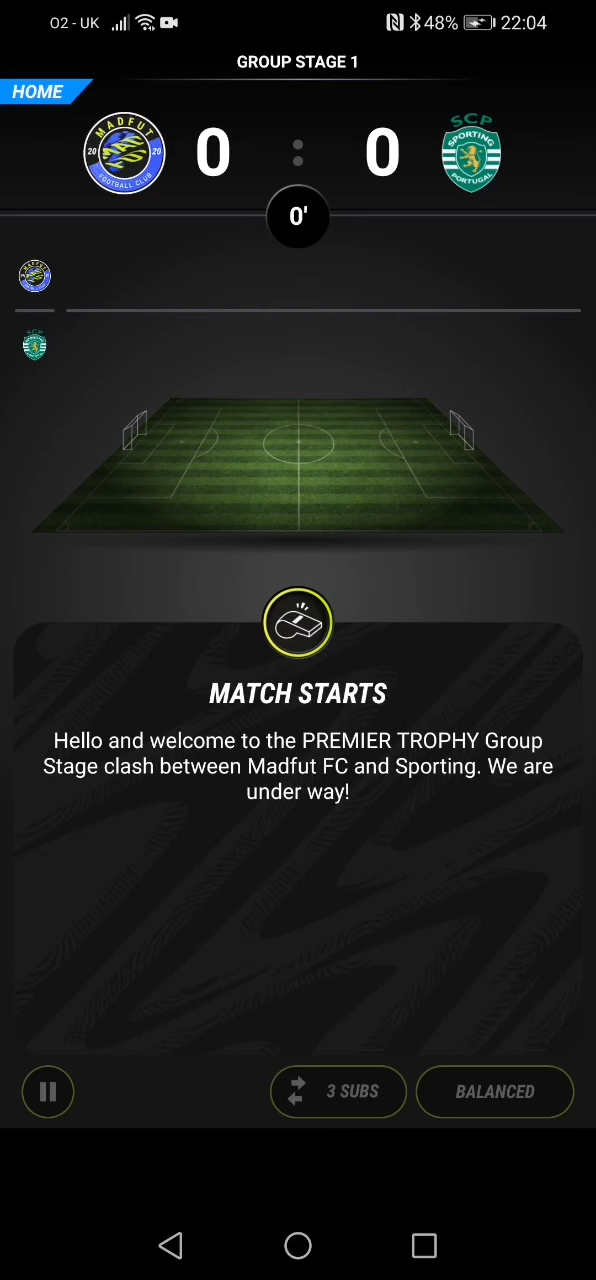 O2 - UK 48% 22:04
GROUP STAGE 1
HOME
MADFUT
20 20
FOOTBALL CLUB
0 : 0
SCP
SPORTING
PORTUGAL
0'
MATCH STARTS
Hello and welcome to the PREMIER TROPHY Group
Stage clash between Madfut FC and Sporting. We are
under way!
3 SUBS
BALANCED